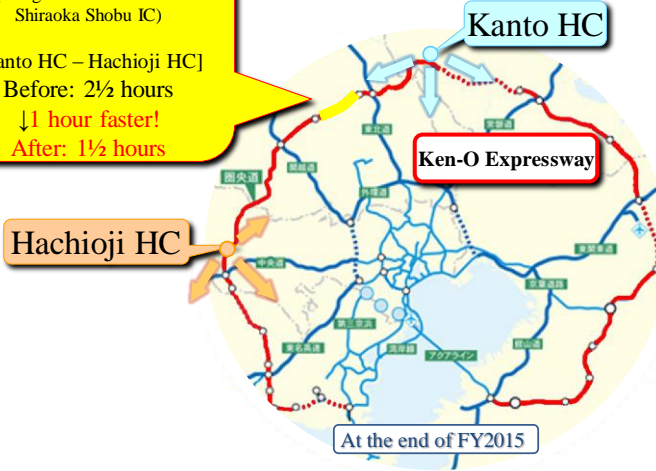 Shiraoka Shobu IC)
anto HC – Hachioji HC]
Before: 2½ hours
↓1 hour faster!
After: 1½ hours
Kanto HC
Ken-O Expressway
東北道
常磐道
関越道
圏央道
外環道
Hachioji HC
中央道
東関東道
京葉道路
第三京浜
東名高速
湾岸線
アクアライン
館山道
At the end of FY2015